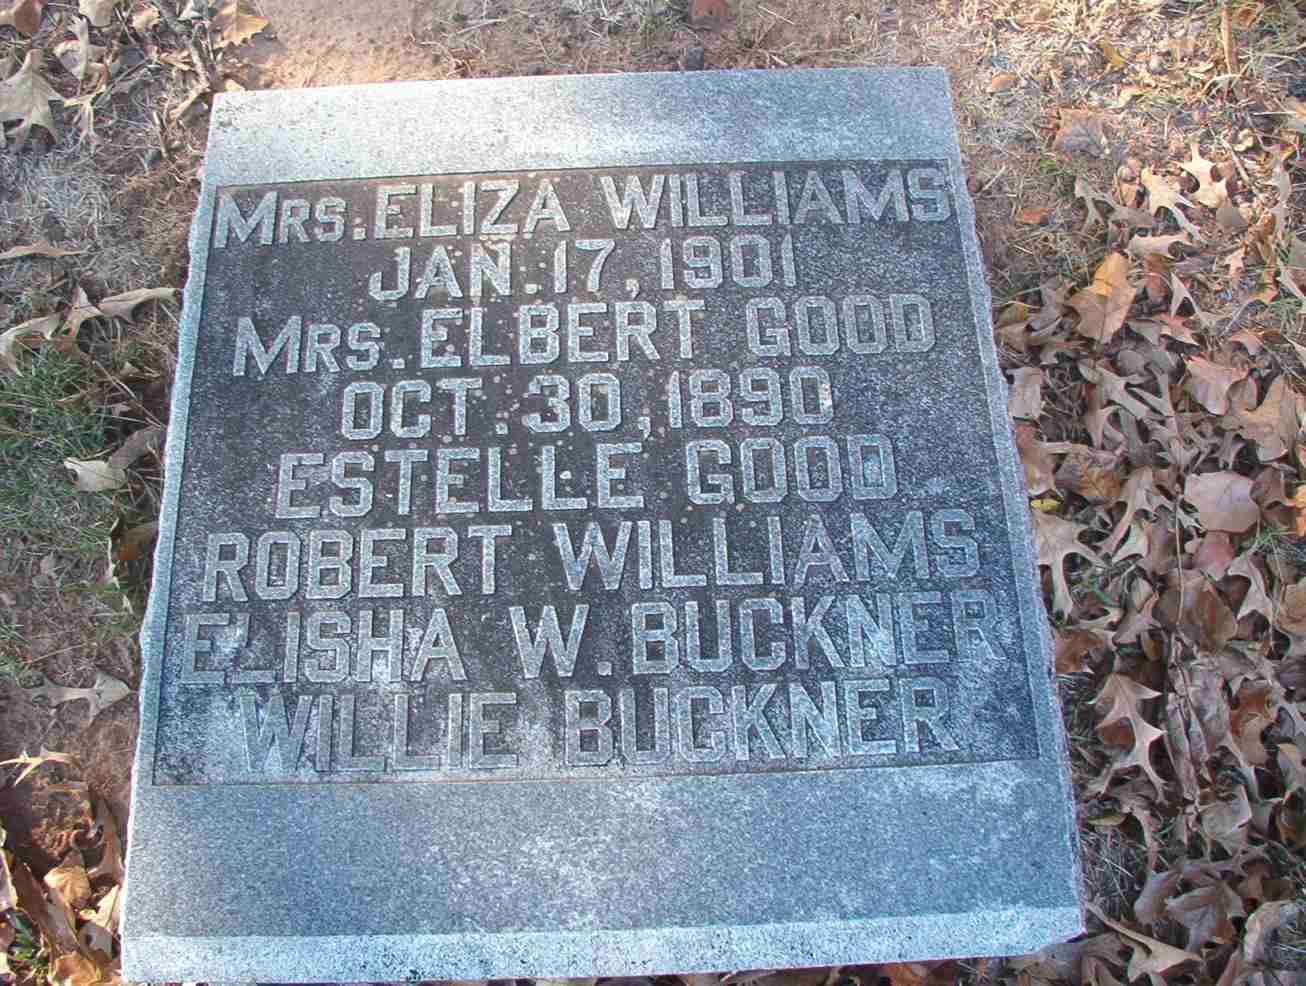 MRS. ELIZA WILLIAMS
JAN. 17, 1901
MRS. ELBERT GOOD
OCT. 30, 1890
ESTELLE GOOD
ROBERT WILLIAMS
ELISHA W. BUCKNER
WILLIE BUCKNER